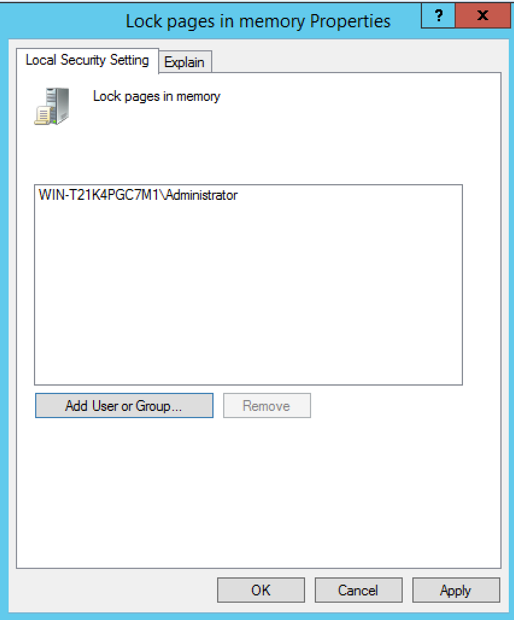 Lock pages in memory Properties
?
x
Local Security Setting
Explain
Lock pages in memory
WIN-T21K4PGC7M1\Administrator
Add User or Group...
Remove
OK
Cancel
Apply